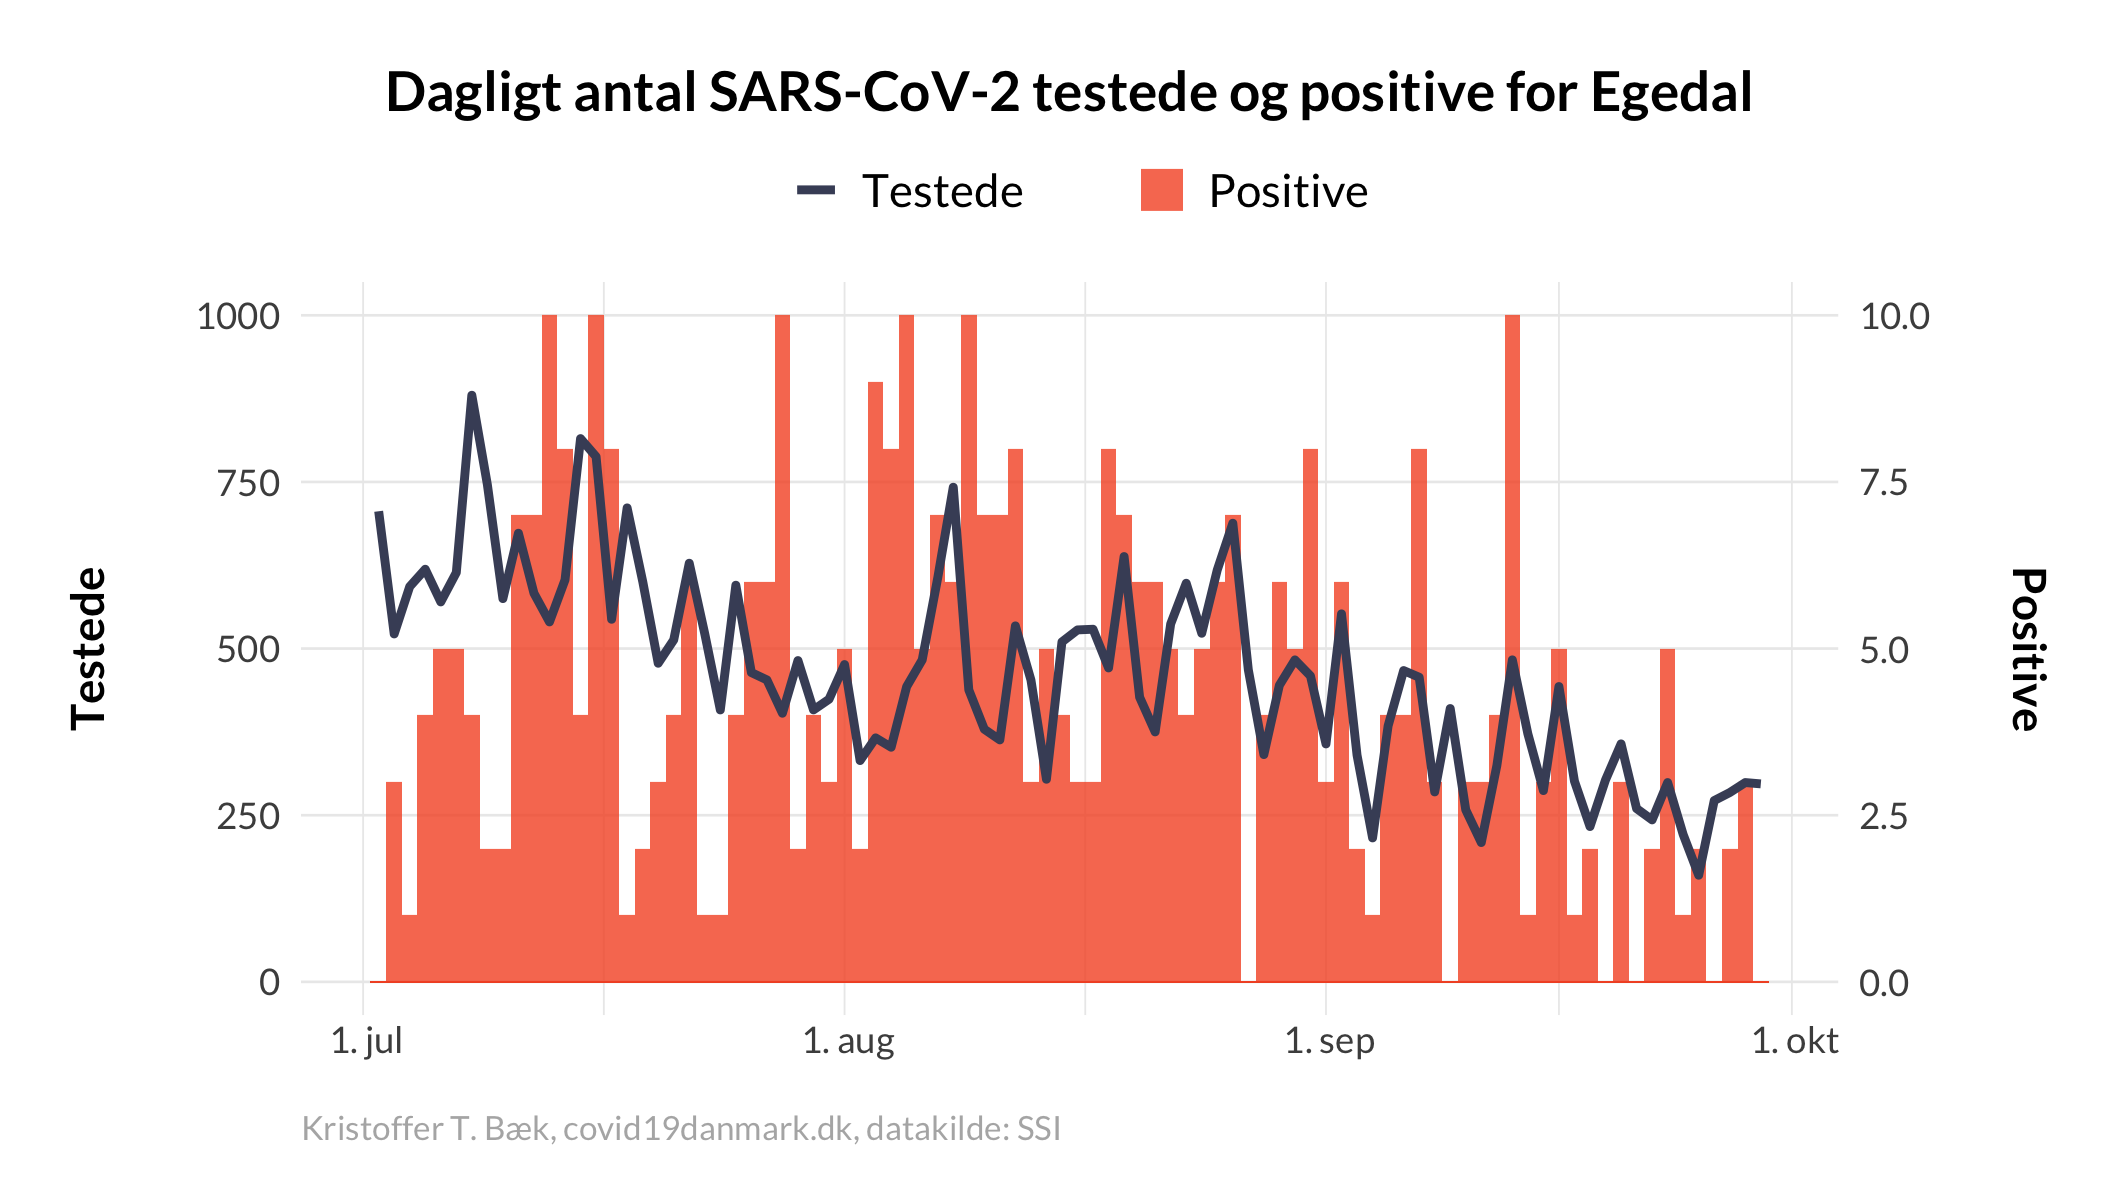 Dagligt antal SARS-CoV-2 testede og positive for Egedal
Testede
Positive
1000
750
500
250
0
Testede
10.0
7.5
5.0
2.5
0.0
Positive
1. jul
1. aug
1. sep
1. okt
Kristoffer T. Bæk, covid19danmark.dk, datakilde: SSI